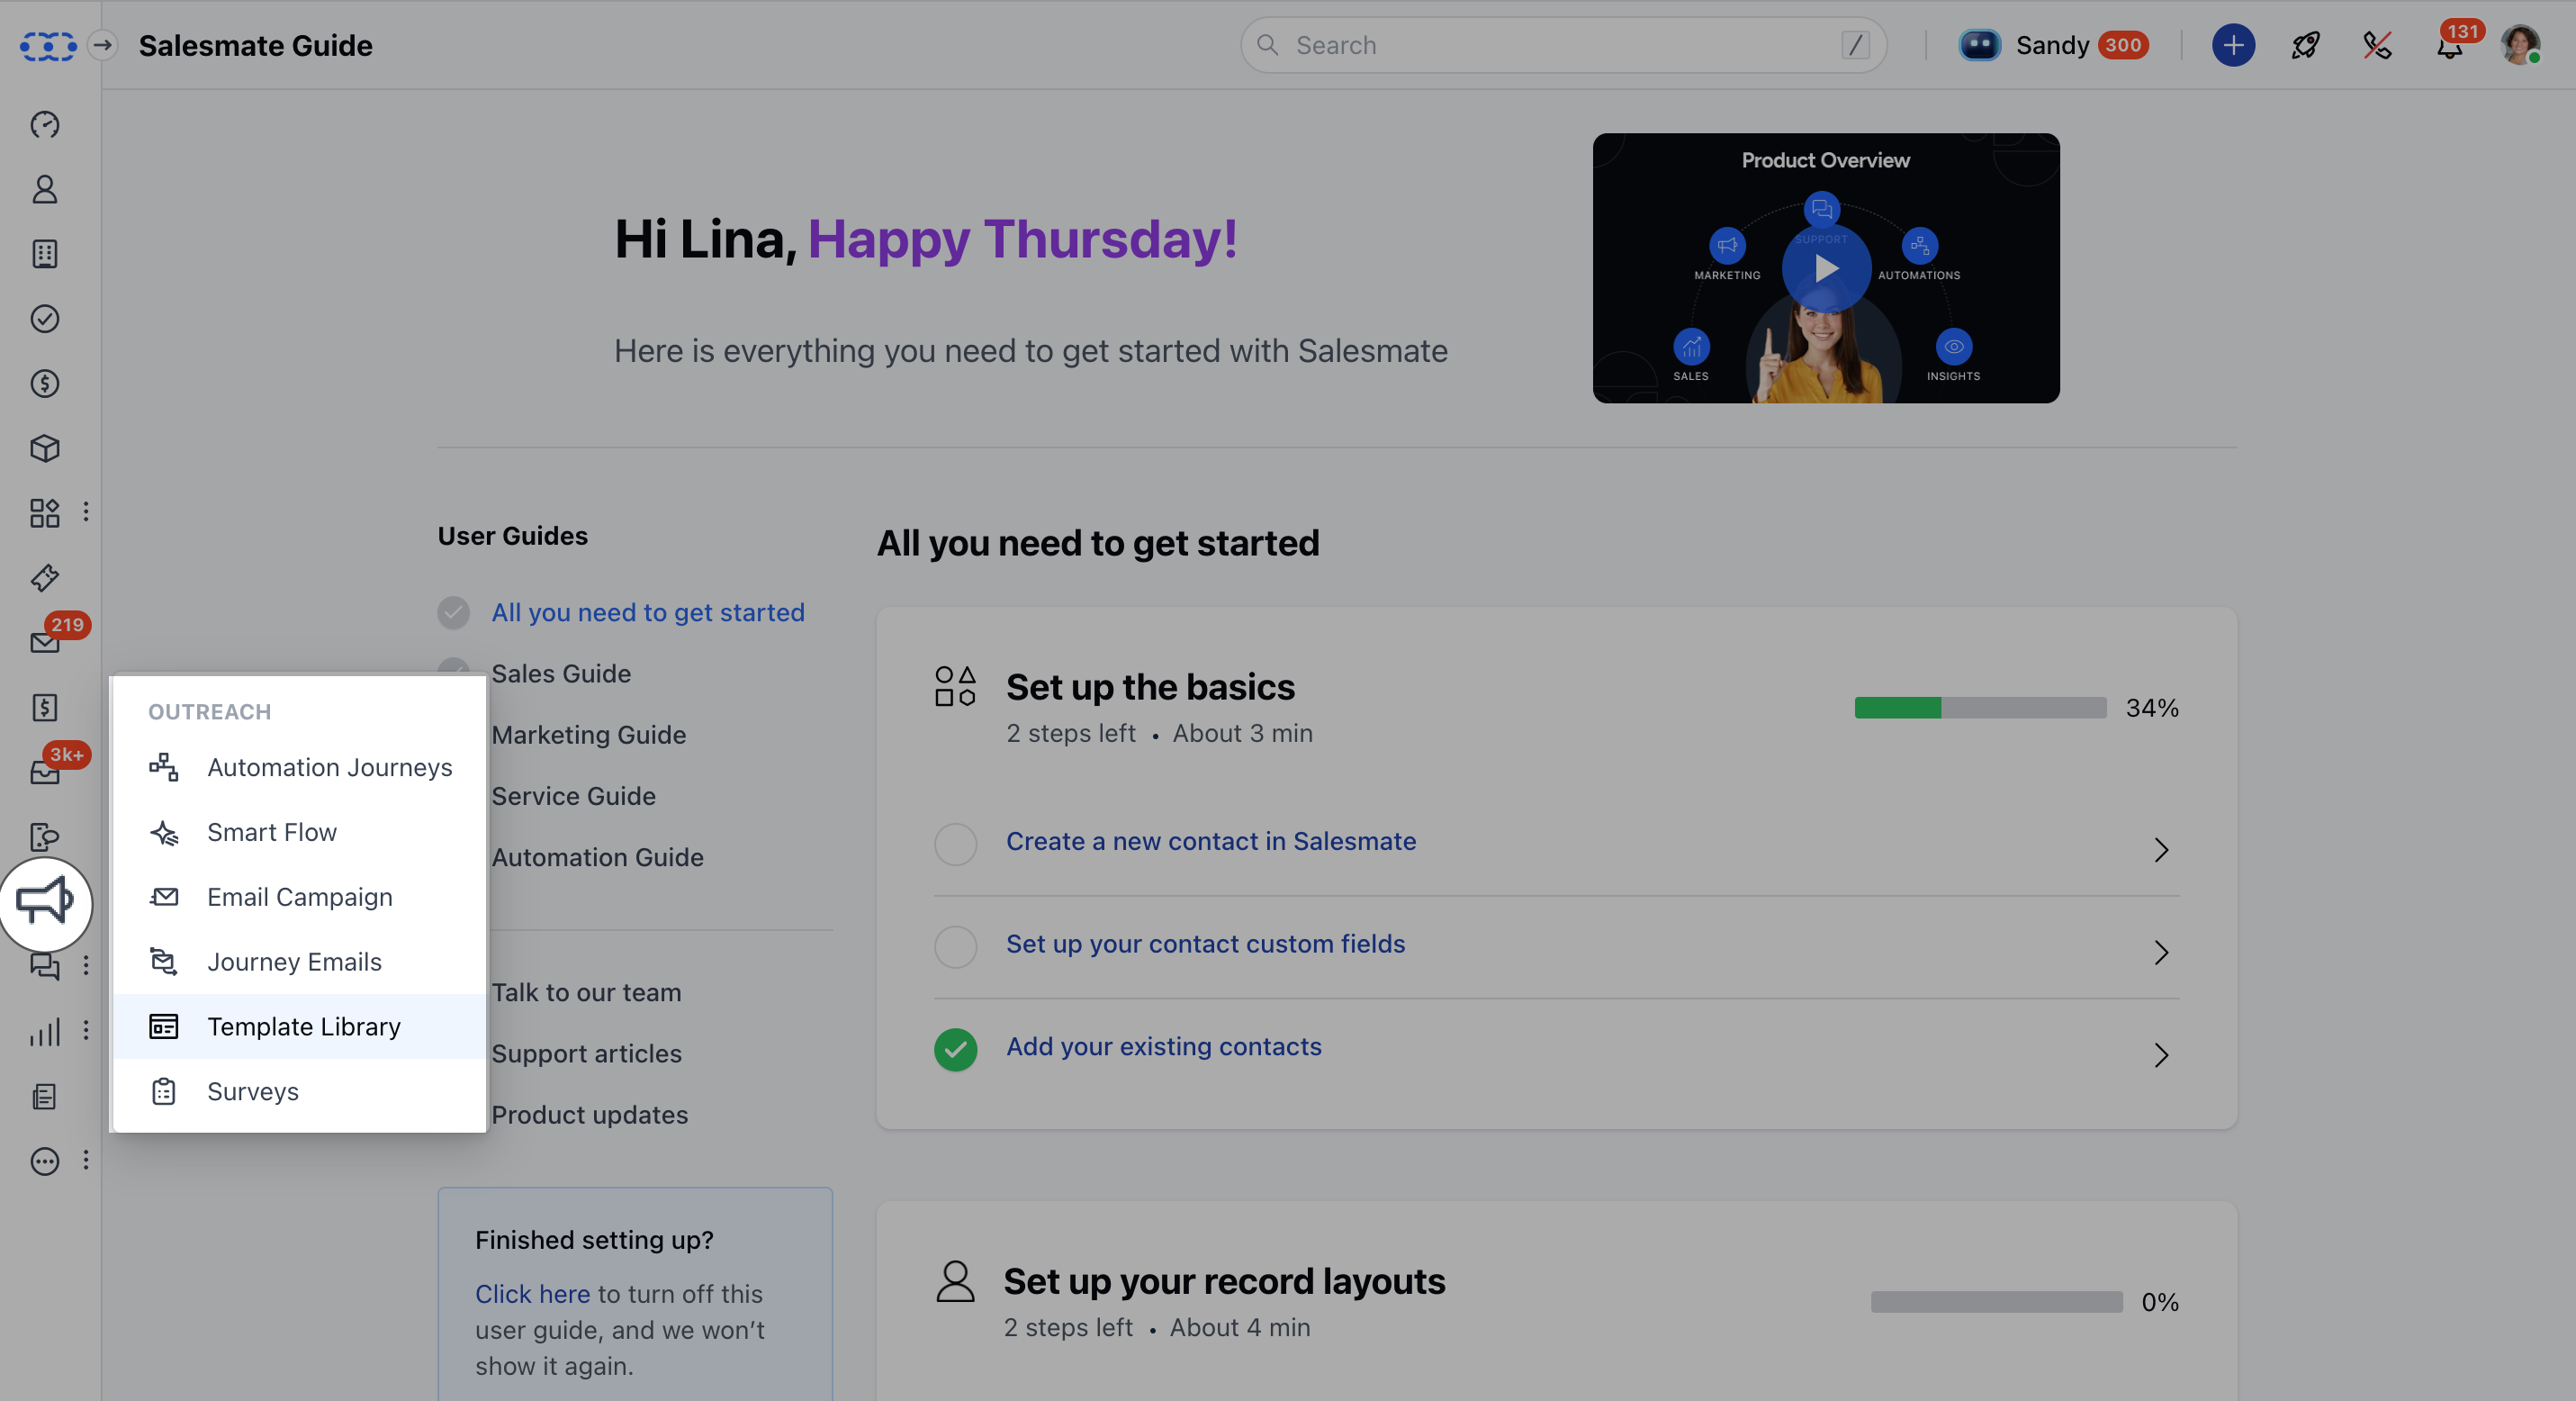 Salesmate Guide
Search
/
Sandy 300
131
Product Overview
SUPPORT
MARKETING
AUTOMATIONS
SALES
INSIGHTS
Hi Lina, Happy Thursday!
Here is everything you need to get started with Salesmate
219
3k+
User Guides
All you need to get started
Sales Guide
Marketing Guide
Service Guide
Automation Guide
Talk to our team
Support articles
Product updates
OUTREACH
Automation Journeys
Smart Flow
Email Campaign
Journey Emails
Template Library
Surveys
Finished setting up?
Click here to turn off this
user guide, and we won’t
show it again.
All you need to get started
Set up the basics
2 steps left • About 3 min
34%
Create a new contact in Salesmate
Set up your contact custom fields
Add your existing contacts
Set up your record layouts
2 steps left • About 4 min
0%